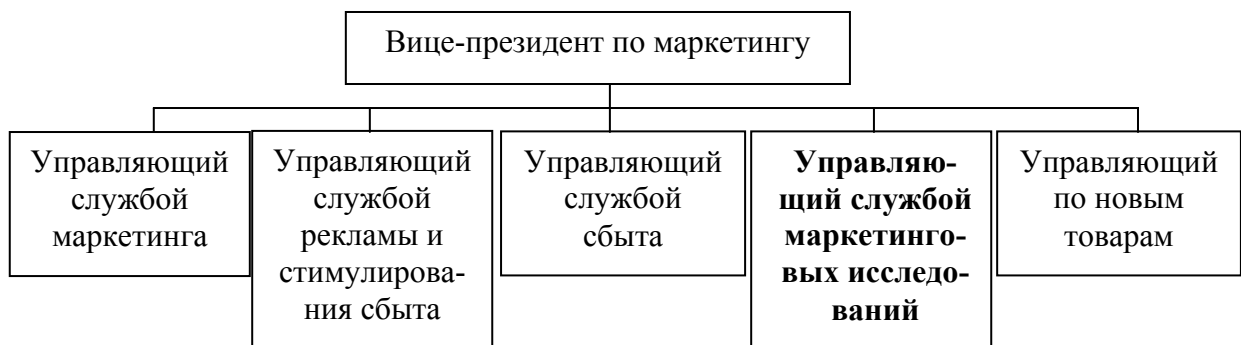 Вице-президент по маркетингу
Управляющий
службой
маркетинга
Управляющий
службой
рекламы и
стимулирова-
ния сбыта
Управляющий
службой
сбыта
Управляю-
щий службой
маркетинго-
вых исследо-
ваний
Управляющий
по новым
товарам